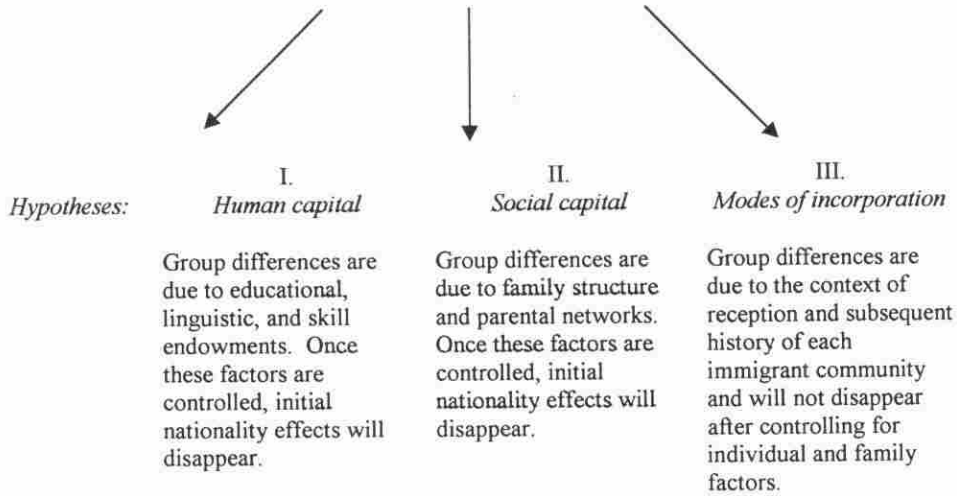 I.
II.
III.
Hypotheses:
Human capital
Social capital
Modes of incorporation
Group differences are
due to educational,
linguistic, and skill
endowments. Once
these factors are
controlled, initial
nationality effects will
disappear.
Group differences are
due to family structure
and parental networks.
Once these factors are
controlled, initial
nationality effects will
disappear.
Group differences are
due to the context of
reception and subsequent
history of each
immigrant community
and will not disappear
after controlling for
individual and family
factors.